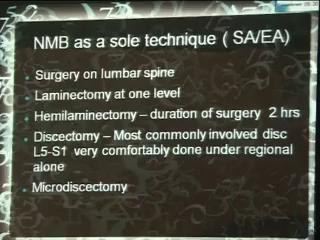 NMB as a sole technique ( SA/EA)
Surgery on lumbar spine
Laminectomy at one level
Hemilaminectomy – duration of surgery 2 hrs
Discectomy – Most commonly involved disc
L5-S1 very comfortably done under regional
alone
Microdiscectomy